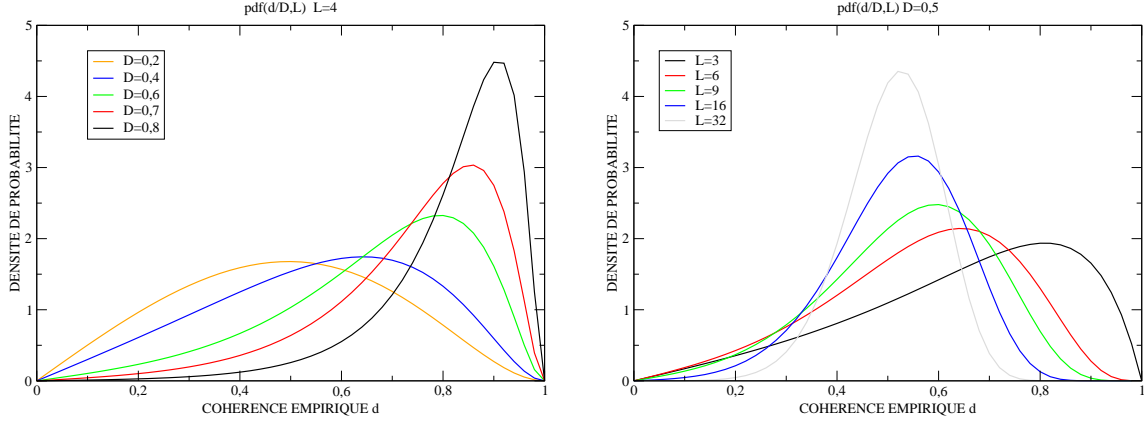 pdf(d/D,L) L=4
5
4
3
2
1
0
0
0,2
0,4
0,6
0,8
1
DENSITE DE PROBABILITE
COHERENCE EMPIRIQUE d
D=0,2
D=0,4
D=0,6
D=0,7
D=0,8
pdf(d/D,L) D=0,5
5
4
3
2
1
0
0
0,2
0,4
0,6
0,8
1
DENSITE DE PROBABILITE
COHERENCE EMPIRIQUE d
L=3
L=6
L=9
L=16
L=32